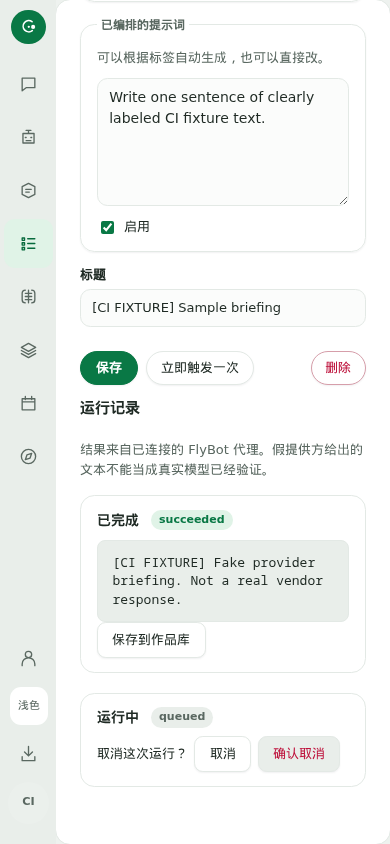 已编排的提示词
可以根据标签自动生成，也可以直接改。
Write one sentence of clearly
labeled CI fixture text.
启用
标题
[CI FIXTURE] Sample briefing
保存
立即触发一次
删除
运行记录
结果来自已连接的 FlyBot 代理。假提供方给出的
文本不能当成真实模型已经验证。
已完成 succeeded
[CI FIXTURE] Fake provider
briefing. Not a real vendor
response.
保存到作品库
运行中 queued
取消这次运行？ 取消 确认取消
浅色
CI